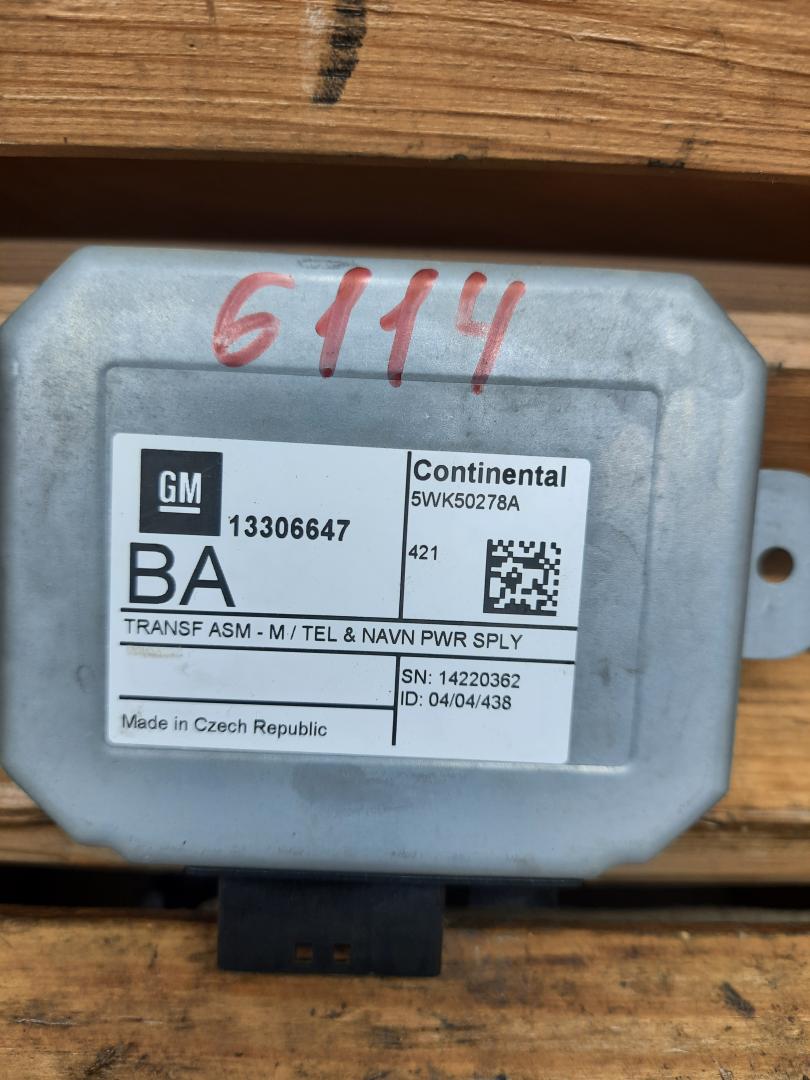 6114
GM
13306647
BA
Continental
5WK50278A
421
TRANSF ASM - M / TEL & NAVN PWR SPLY
SN: 14220362
ID: 04/04/438
Made in Czech Republic